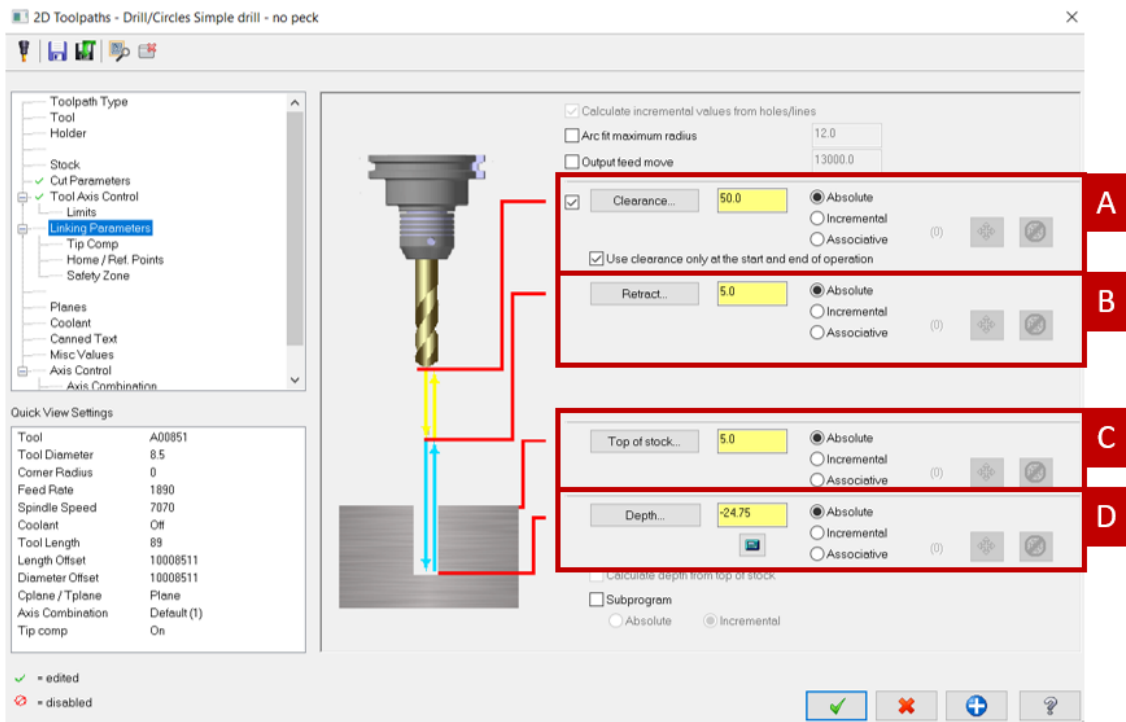 2D Toolpaths - Drill/Circles Simple drill - no peck
Toolpath Type
Tool
Holder
Stock
Cut Parameters
Tool Axis Control
Limits
Linking Parameters
Tip Comp
Home / Ref. Points
Safety Zone
Planes
Coolant
Canned Text
Misc Values
Axis Control
Axis Combination
Quick View Settings
Tool A00851
Tool Diameter 8.5
Corner Radius 0
Feed Rate 1890
Spindle Speed 7070
Coolant Off
Tool Length 89
Length Offset 10008511
Diameter Offset 10008511
Cplane / Tplane Plane
Axis Combination Default (1)
Tip comp On
= edited
= disabled
Calculate incremental values from holes/lines
Arc fit maximum radius 12.0
Output feed move 13000.0
A
Clearance... 50.0 Absolute
Incremental
Associative (0)
Use clearance only at the start and end of operation
B
Retract... 5.0 Absolute
Incremental
Associative (0)
C
Top of stock... 5.0 Absolute
Incremental
Associative (0)
D
Depth... -24.75 Absolute
Incremental
Associative (0)
Calculate depth from top of stock
Subprogram
Absolute Incremental